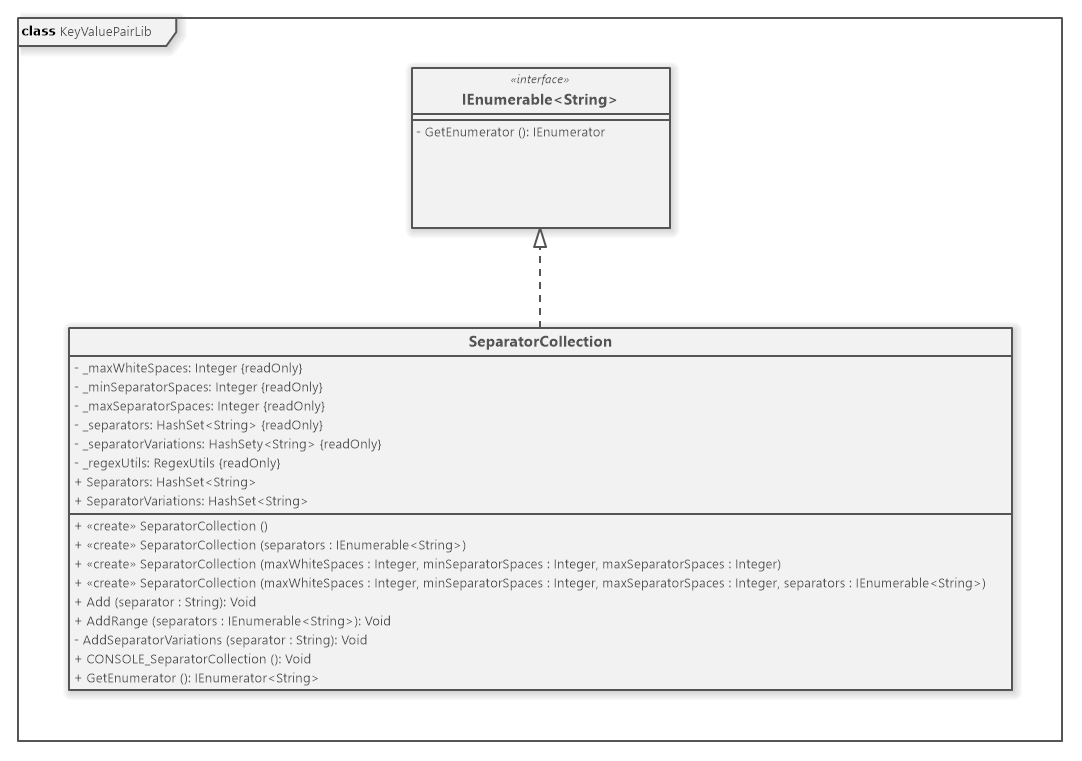 class KeyValuePairLib
«interface»
IEnumerable<String>
- GetEnumerator (): IEnumerator
SeparatorCollection
- _maxWhiteSpaces: Integer {readOnly}
- _minSeparatorSpaces: Integer {readOnly}
- _maxSeparatorSpaces: Integer {readOnly}
- _separators: HashSet<String> {readOnly}
- _separatorVariations: HashSety<String> {readOnly}
- _regexUtils: RegexUtils {readOnly}
+ Separators: HashSet<String>
+ SeparatorVariations: HashSet<String>
+ «create» SeparatorCollection ()
+ «create» SeparatorCollection (separators : IEnumerable<String>)
+ «create» SeparatorCollection (maxWhiteSpaces : Integer, minSeparatorSpaces : Integer, maxSeparatorSpaces : Integer)
+ «create» SeparatorCollection (maxWhiteSpaces : Integer, minSeparatorSpaces : Integer, maxSeparatorSpaces : Integer, separators : IEnumerable<String>)
+ Add (separator : String): Void
+ AddRange (separators : IEnumerable<String>): Void
- AddSeparatorVariations (separator : String): Void
+ CONSOLE_SeparatorCollection (): Void
+ GetEnumerator (): IEnumerator<String>